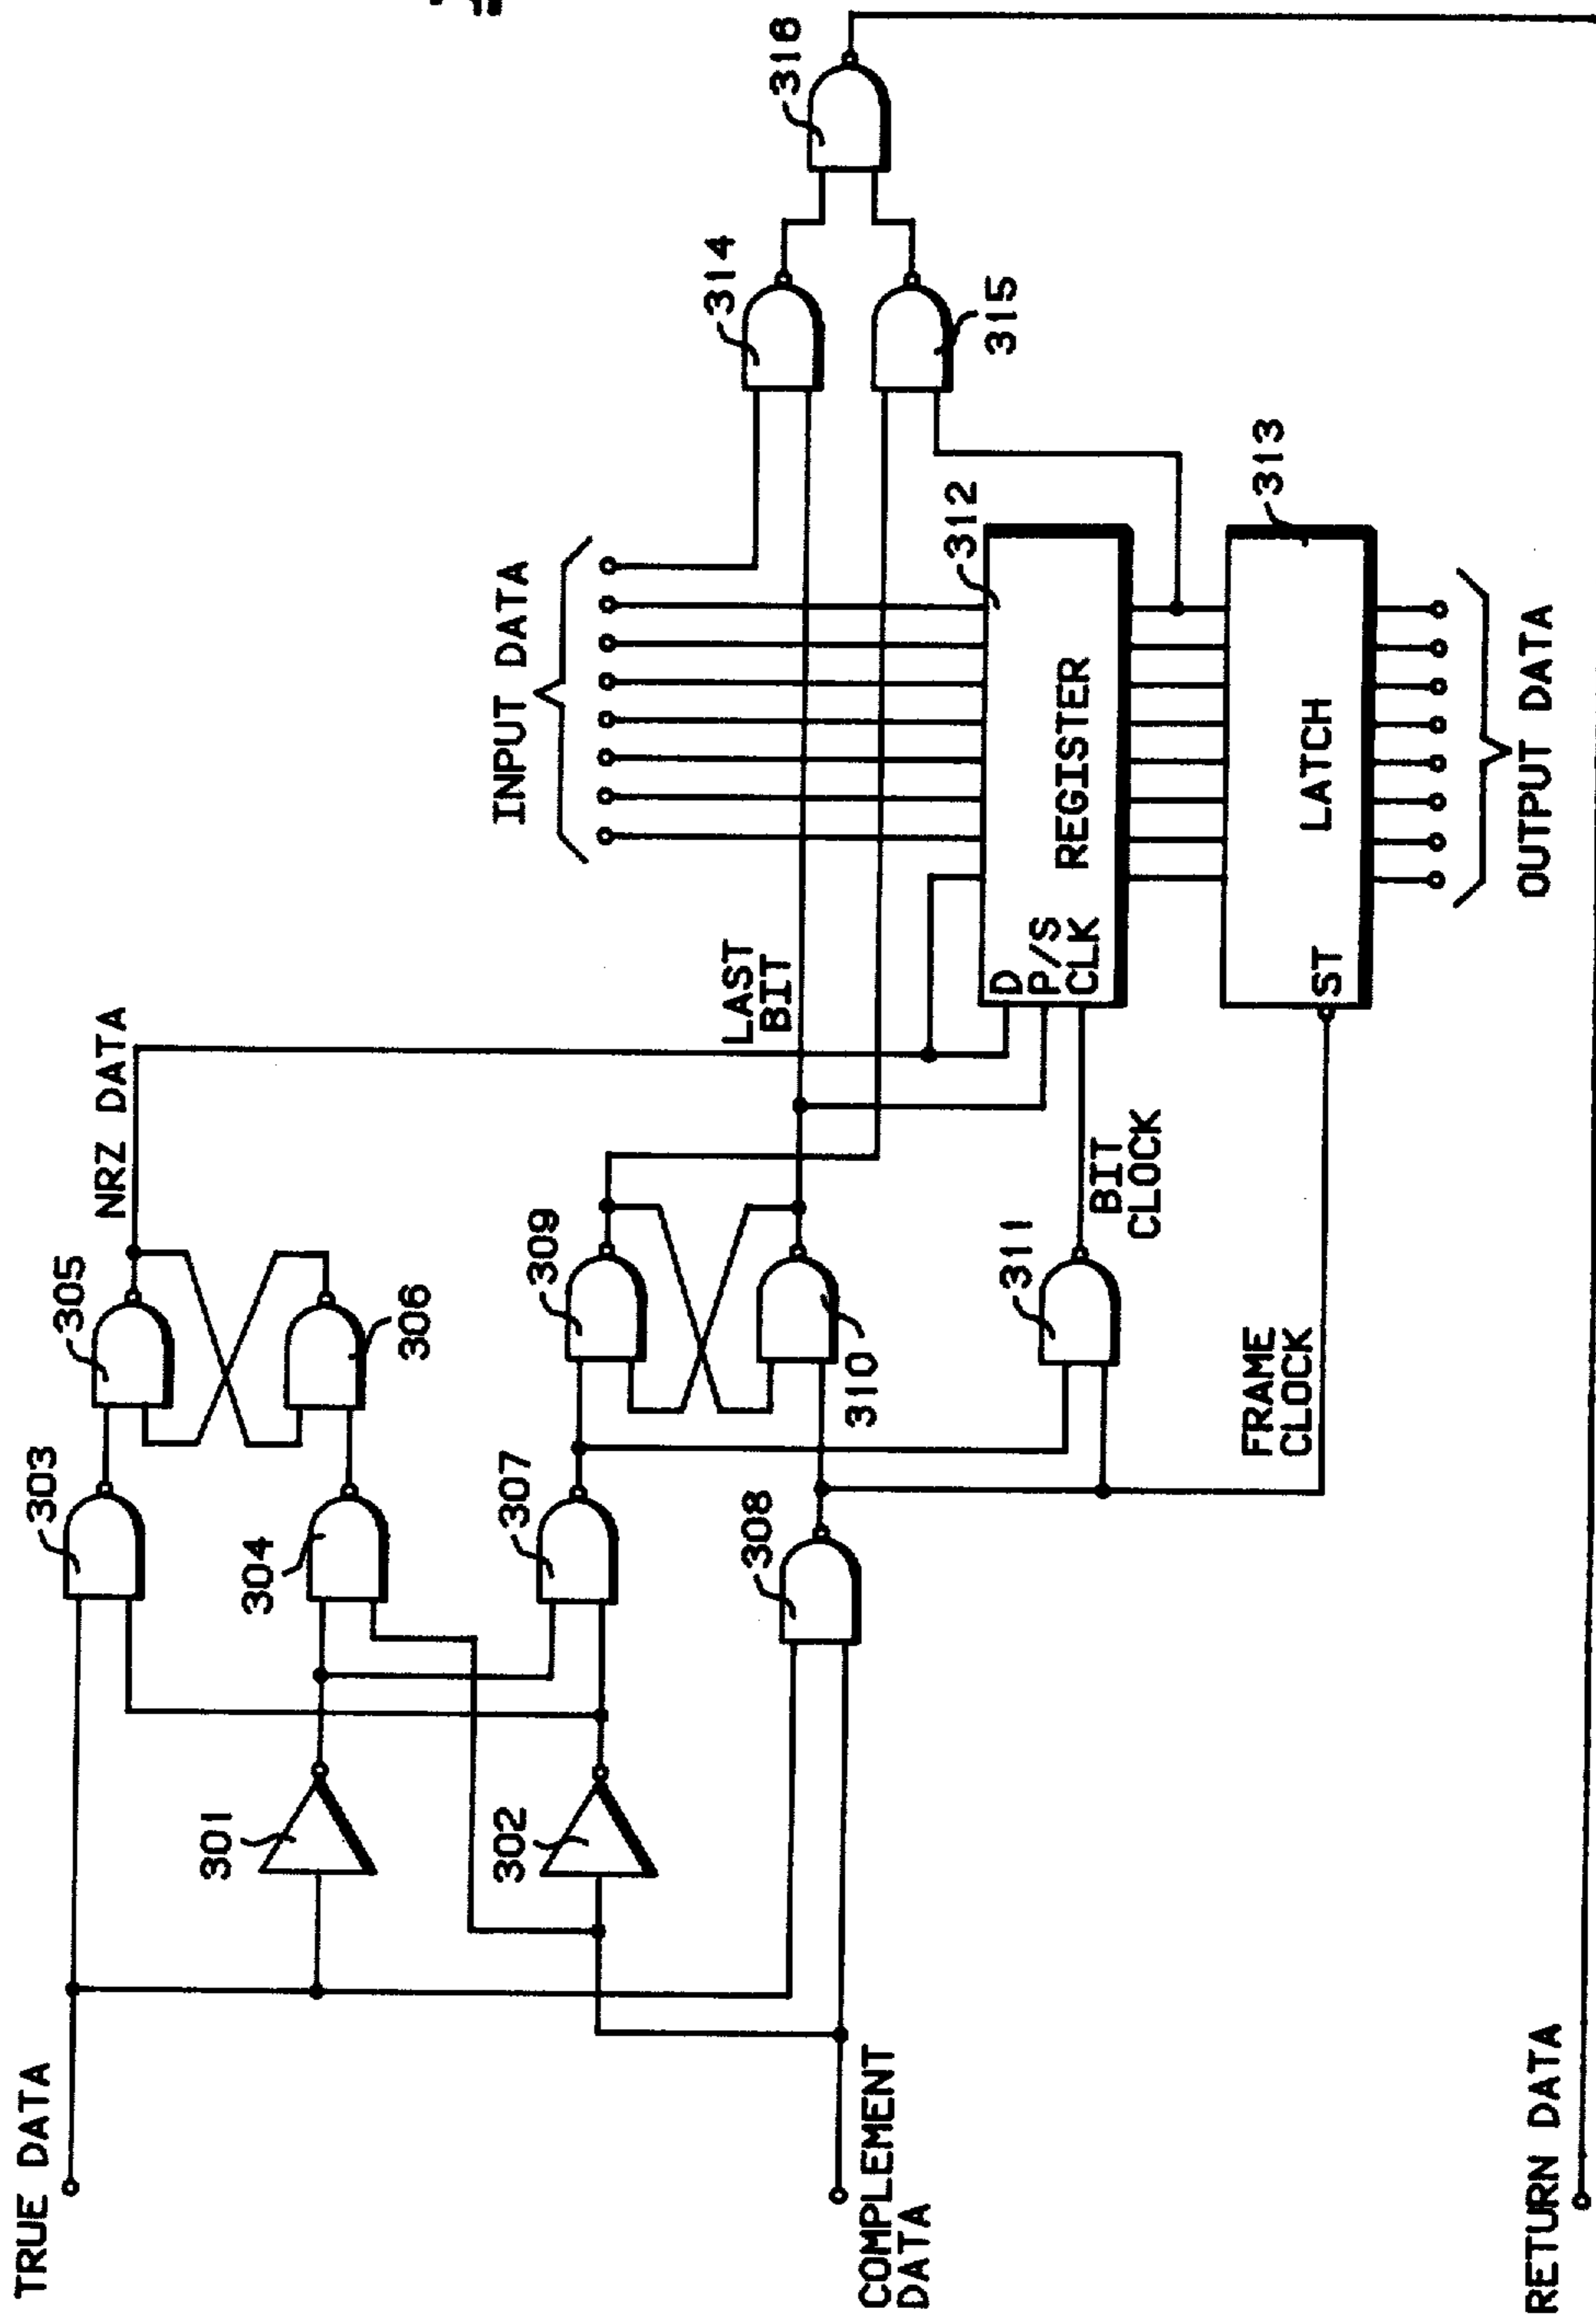 TRUE DATA
COMPLEMENT
DATA
RETURN DATA
301
302
303
304
305
306
307
308
309
310
311
NRZ DATA
LAST
BIT
BIT
CLOCK
FRAME
CLOCK
INPUT DATA
D
P/S
CLK
REGISTER
312
ST
LATCH
313
OUTPUT DATA
314
315
316